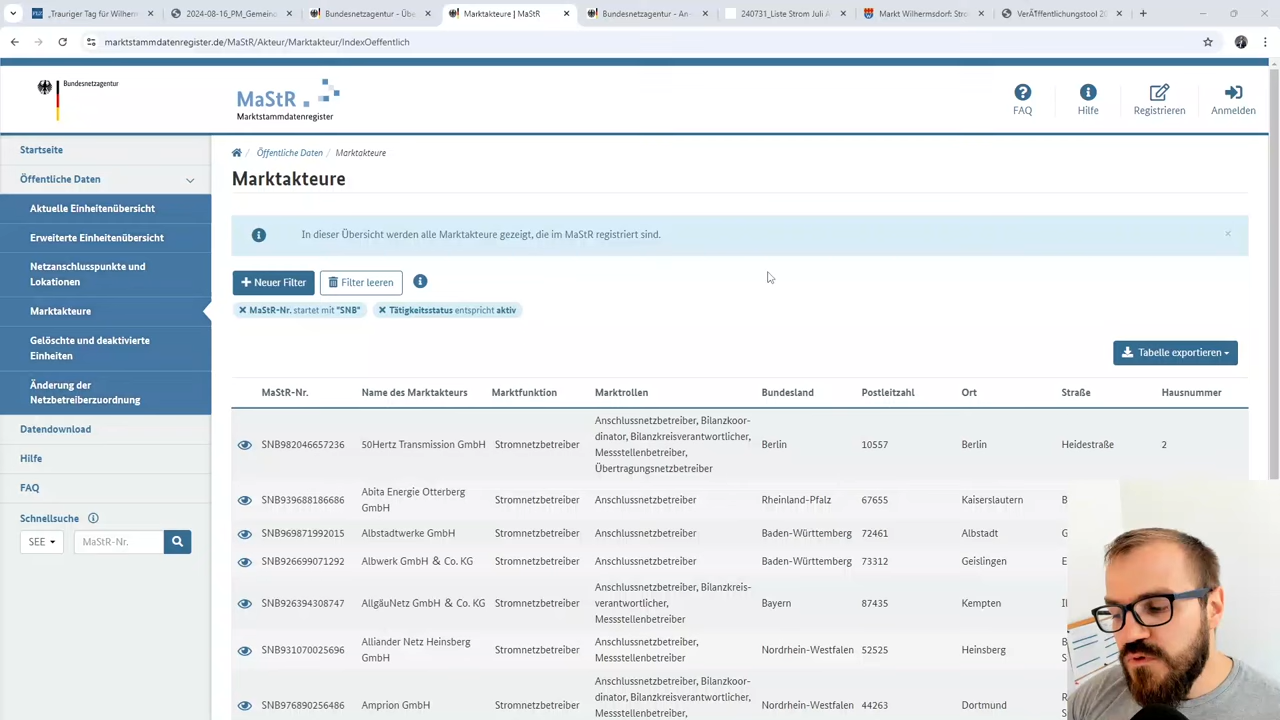 „Trauriger Tag für Wilherm
2024-08-16_PM_Gemein
Bundesnetzagentur - Übe
Marktakteure | MaStR
Bundesnetzagentur - An
240731_Liste Strom Juli A
Markt Wilhermsdorf: Str
VerÃffentlichungstool 2
marktstammdatenregister.de/MaStR/Akteur/Marktakteur/IndexOeffentlich
Bundesnetzagentur
MaStR
Marktstammdatenregister
FAQ
Hilfe
Registrieren
Anmelden
Startseite
Öffentliche Daten
Aktuelle Einheitenübersicht
Erweiterte Einheitenübersicht
Netzanschlusspunkte und
Lokationen
Marktakteure
Gelöschte und deaktivierte
Einheiten
Änderung der
Netzbetreiberzuordnung
Datendownload
Hilfe
FAQ
Schnellsuche
SEE
MaStR-Nr.
Öffentliche Daten / Marktakteure
Marktakteure
In dieser Übersicht werden alle Marktakteure gezeigt, die im MaStR registriert sind.
Neuer Filter
Filter leeren
MaStR-Nr. startet mit "SNB"
Tätigkeitsstatus entspricht aktiv
Tabelle exportieren
MaStR-Nr. Name des Marktakteurs Marktfunktion Marktrollen Bundesland Postleitzahl Ort Straße Hausnummer
Anschlussnetzbetreiber, Bilanzkoor-
dinator, Bilanzkreisverantwortlicher,
SNB982046657236 50Hertz Transmission GmbH Stromnetzbetreiber Messstellenbetreiber, Berlin 10557 Berlin Heidestraße 2
Übertragungsnetzbetreiber
SNB939688186686 Abita Energie Otterberg GmbH Stromnetzbetreiber Anschlussnetzbetreiber Rheinland-Pfalz 67655 Kaiserslautern B
SNB969871992015 Albstadtwerke GmbH Stromnetzbetreiber Anschlussnetzbetreiber Baden-Württemberg 72461 Albstadt G
SNB926699071292 Albwerk GmbH & Co. KG Stromnetzbetreiber Anschlussnetzbetreiber Baden-Württemberg 73312 Geislingen E
Anschlussnetzbetreiber, Bilanzkreis-
SNB926394308747 AllgäuNetz GmbH & Co. KG Stromnetzbetreiber verantwortlicher, Bayern 87435 Kempten
Messstellenbetreiber
SNB931070025696 Alliander Netz Heinsberg GmbH Stromnetzbetreiber Anschlussnetzbetreiber, Messstellenbetreiber Nordrhein-Westfalen 52525 Heinsberg
Anschlussnetzbetreiber, Bilanzkoor-
dinator, Bilanzkreisverantwortlicher,
SNB976890256486 Amprion GmbH Stromnetzbetreiber Messstellenbetreiber, Nordrhein-Westfalen 44263 Dortmund